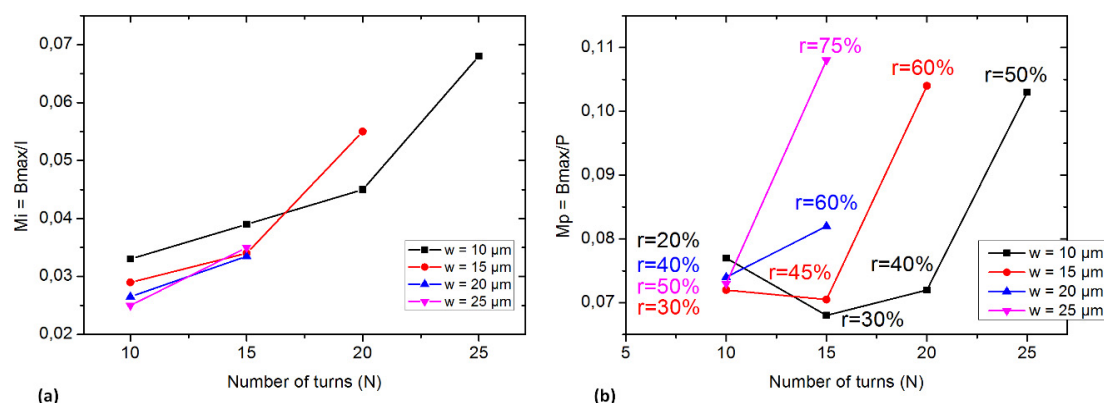 0,07
0,06
0,05
0,04
0,03
0,02
Mi = Bmax/I
10
15
20
25
Number of turns (N)
w = 10 µm
w = 15 µm
w = 20 µm
w = 25 µm
(a)
0,11
0,10
0,09
0,08
0,07
Mp = Bmax/P
5
10
15
20
25
Number of turns (N)
r=75%
r=60%
r=50%
r=60%
r=20%
r=40%
r=50%
r=30%
r=45%
r=40%
r=30%
w = 10 µm
w = 15 µm
w = 20 µm
w = 25 µm
(b)